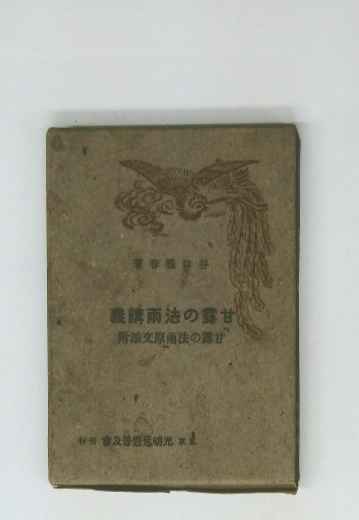 谷口雅春著
甘露の法雨講義
甘露の法雨原文添附
東京 光明思想普及會 刊行